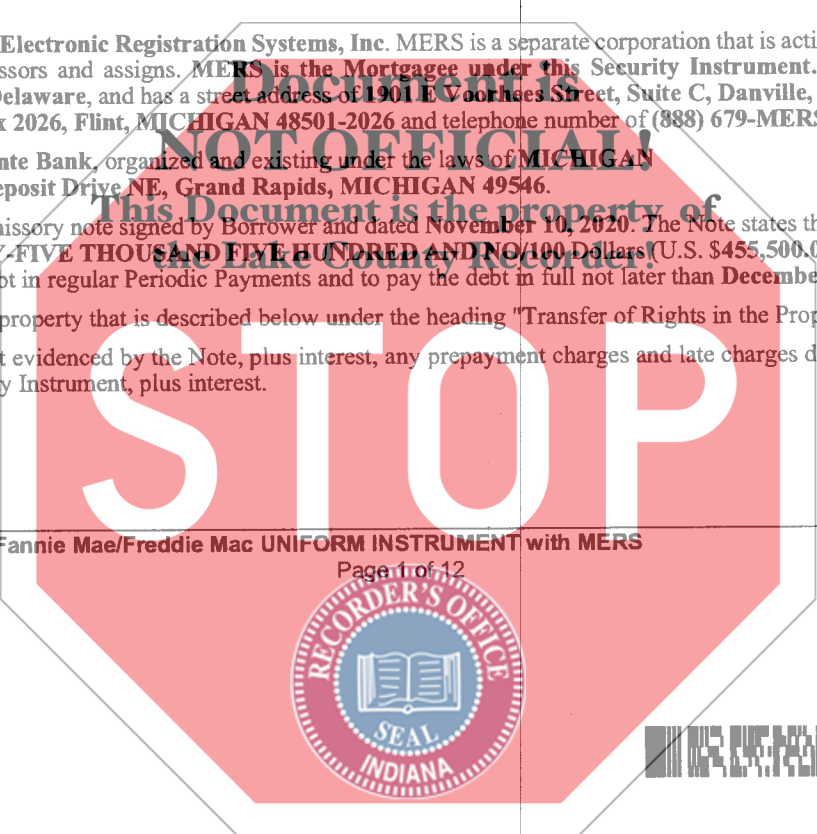 Electronic Registration Systems, Inc. MERS is a separate corporation that is acti
ssors and assigns. MERS is the Mortgagee under this Security Instrument.
Delaware, and has a street address of 1901 E Voorhees Street, Suite C, Danville,
x 2026, Flint, MICHIGAN 48501-2026 and telephone number of (888) 679-MERS
Document is
NOT OFFICIAL!
This Document is the property of
the Lake County Recorder!
nte Bank, organized and existing under the laws of MICHIGAN
eposit Drive NE, Grand Rapids, MICHIGAN 49546.
nissory note signed by Borrower and dated November 10, 2020. The Note states th
Y-FIVE THOUSAND FIVE HUNDRED AND NO/100 Dollars (U.S. $455,500.0
bt in regular Periodic Payments and to pay the debt in full not later than Decembe
property that is described below under the heading "Transfer of Rights in the Prop
t evidenced by the Note, plus interest, any prepayment charges and late charges d
y Instrument, plus interest.
STOP
Fannie Mae/Freddie Mac UNIFORM INSTRUMENT with MERS
Page 1 of 12
RECORDER'S OFFICE
SEAL
INDIANA